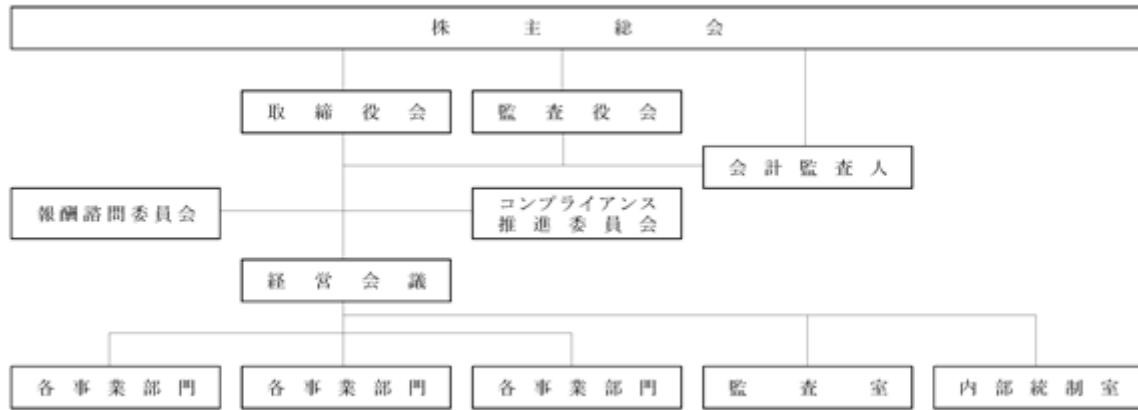 株主総会
取締役会
監査役会
会計監査人
報酬諮問委員会
コンプライアンス
推進委員会
経営会議
各事業部門
各事業部門
各事業部門
監査室
内部統制室